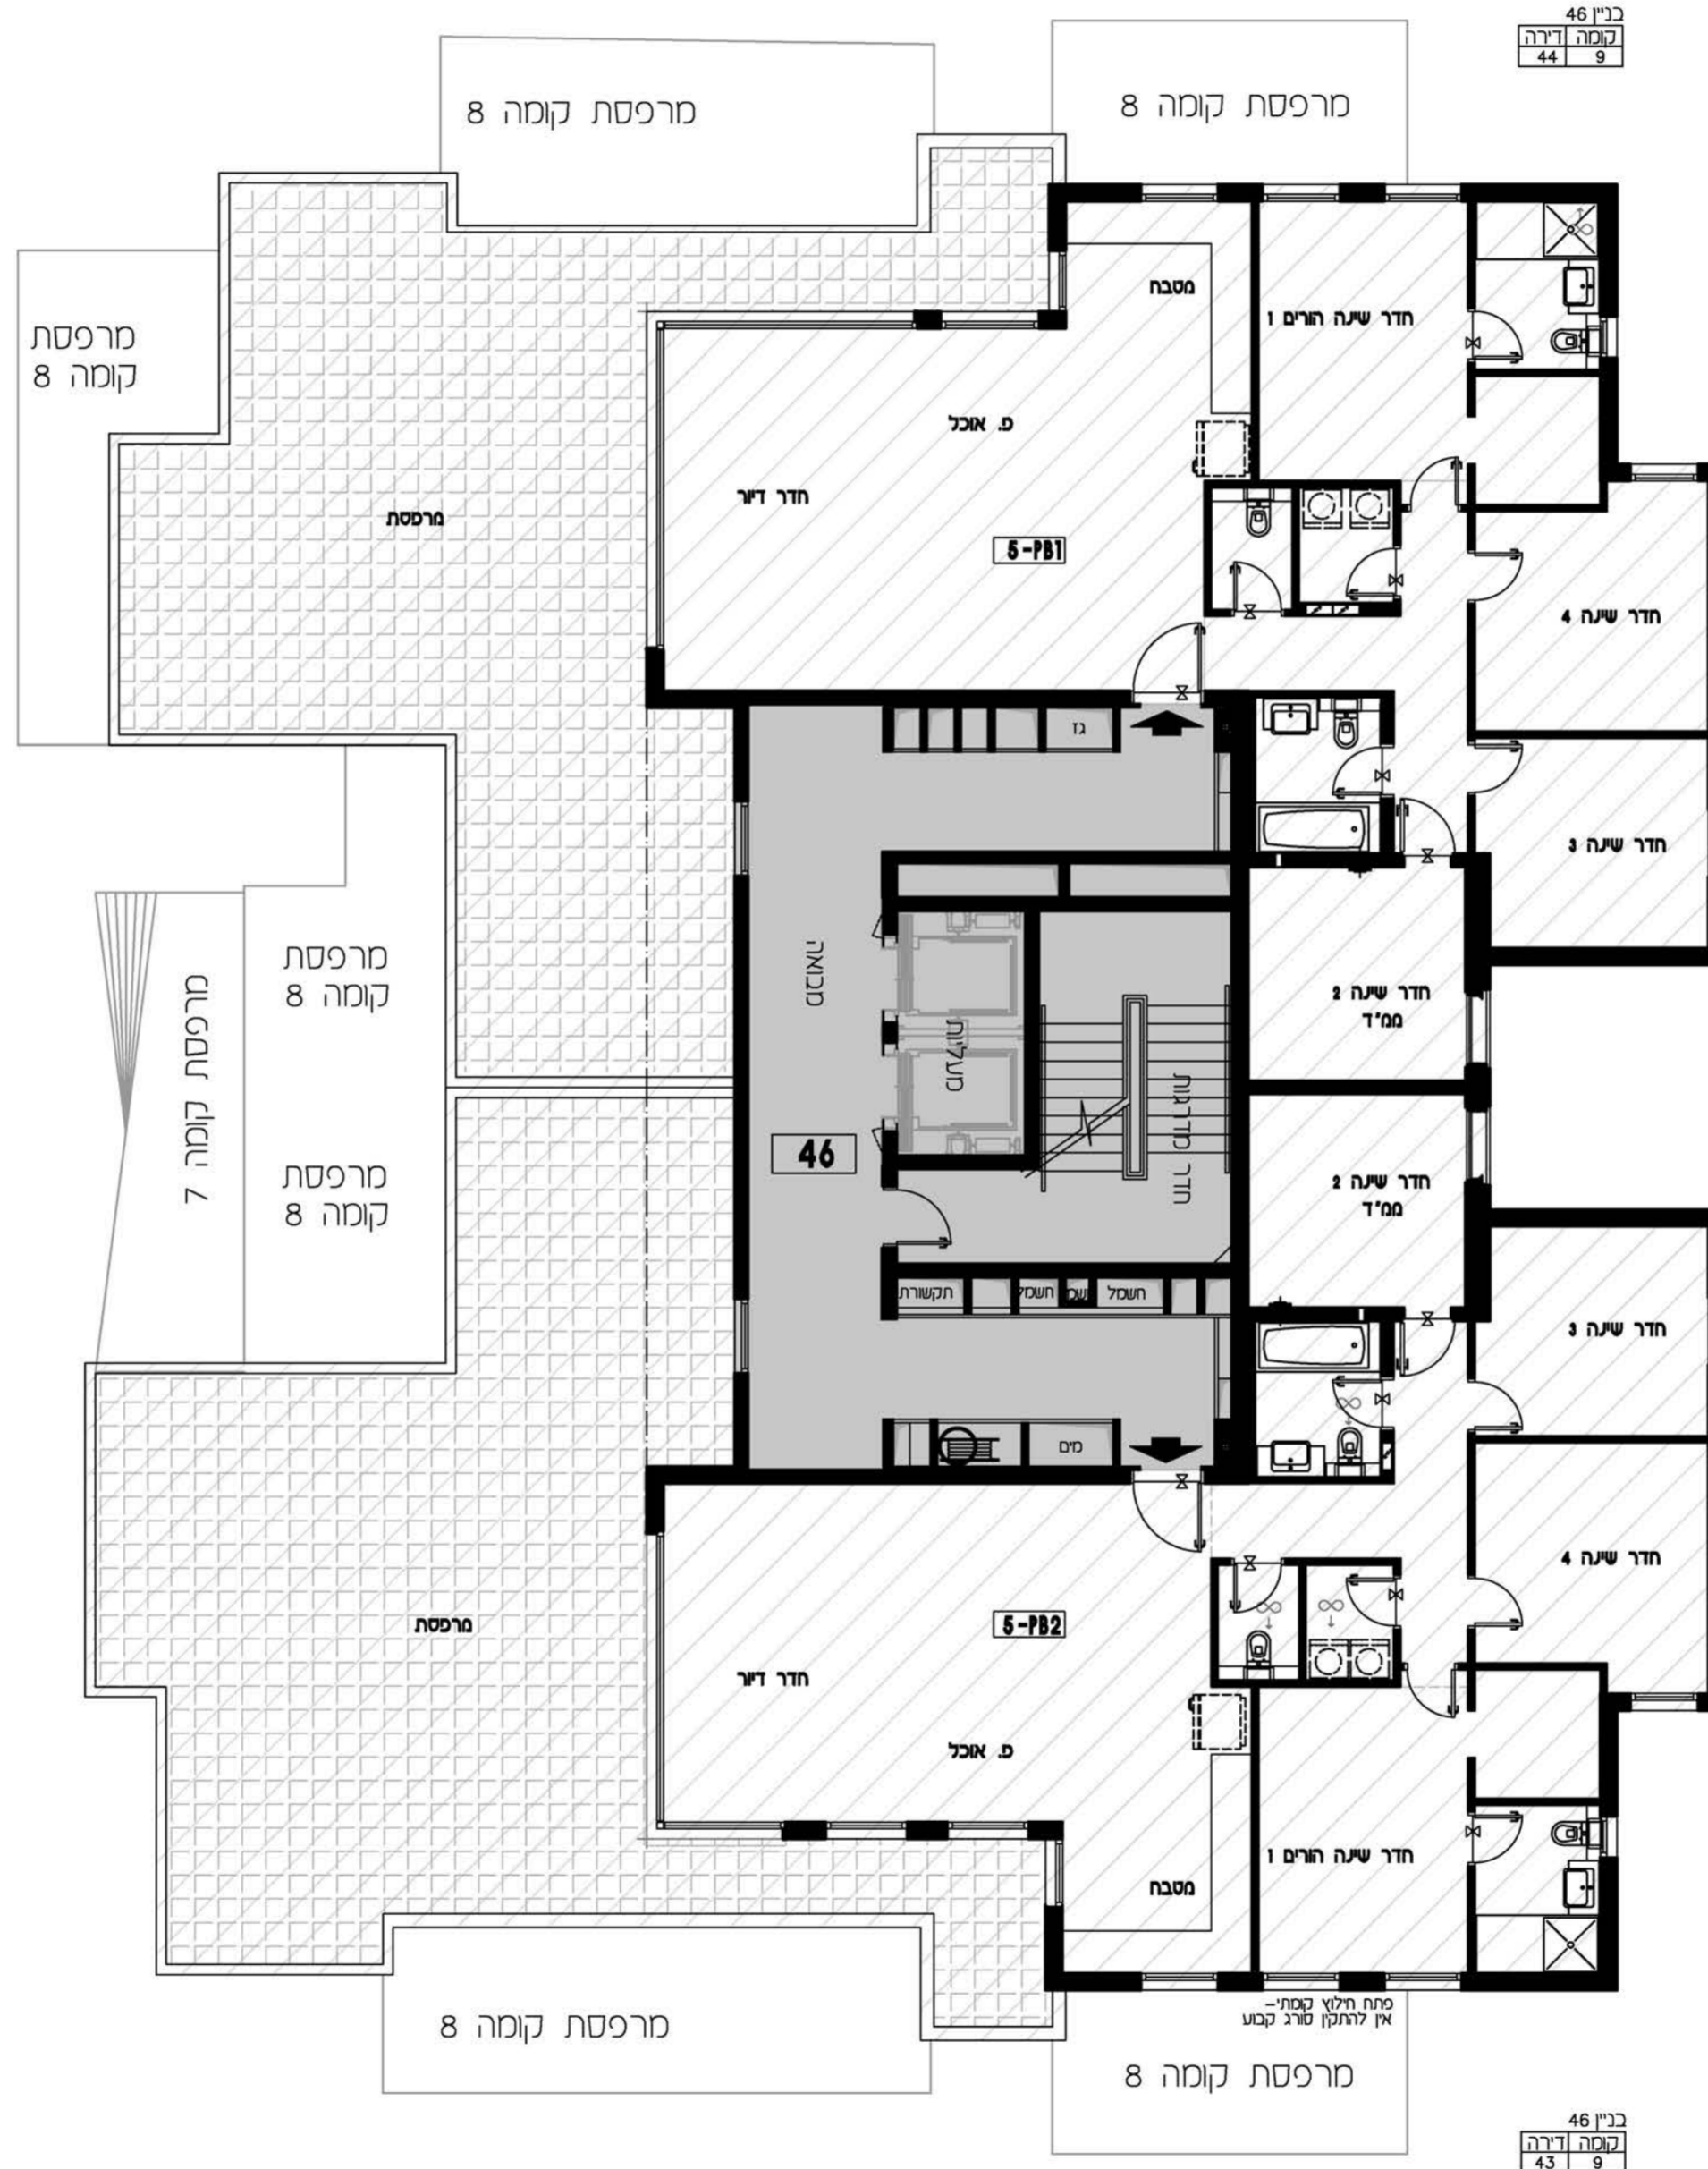 בניין 46
קומה דירה
9 44
מרפסת קומה 8
מרפסת קומה 8
מרפסת
קומה 8
מטבח
חדר שינה הורים 1
פ. אוכל
חדר דיור
מרפסת
5-PB1
חדר שינה 4
גז
חדר שינה 3
מבואה
מרפסת
קומה 8
מרפסת קומה 7
חדר שינה 2
ממ"ד
מעליות
חדר מדרגות
46
מרפסת
קומה 8
חדר שינה 2
ממ"ד
תקשורת
חשמל
חשמל
חדר שינה 3
מים
חדר שינה 4
5-PB2
מרפסת
חדר דיור
פ. אוכל
חדר שינה הורים 1
מטבח
פתח חילוץ קומתי-
אין להתקין סורג קבוע
מרפסת קומה 8
מרפסת קומה 8
בניין 46
קומה דירה
9 43